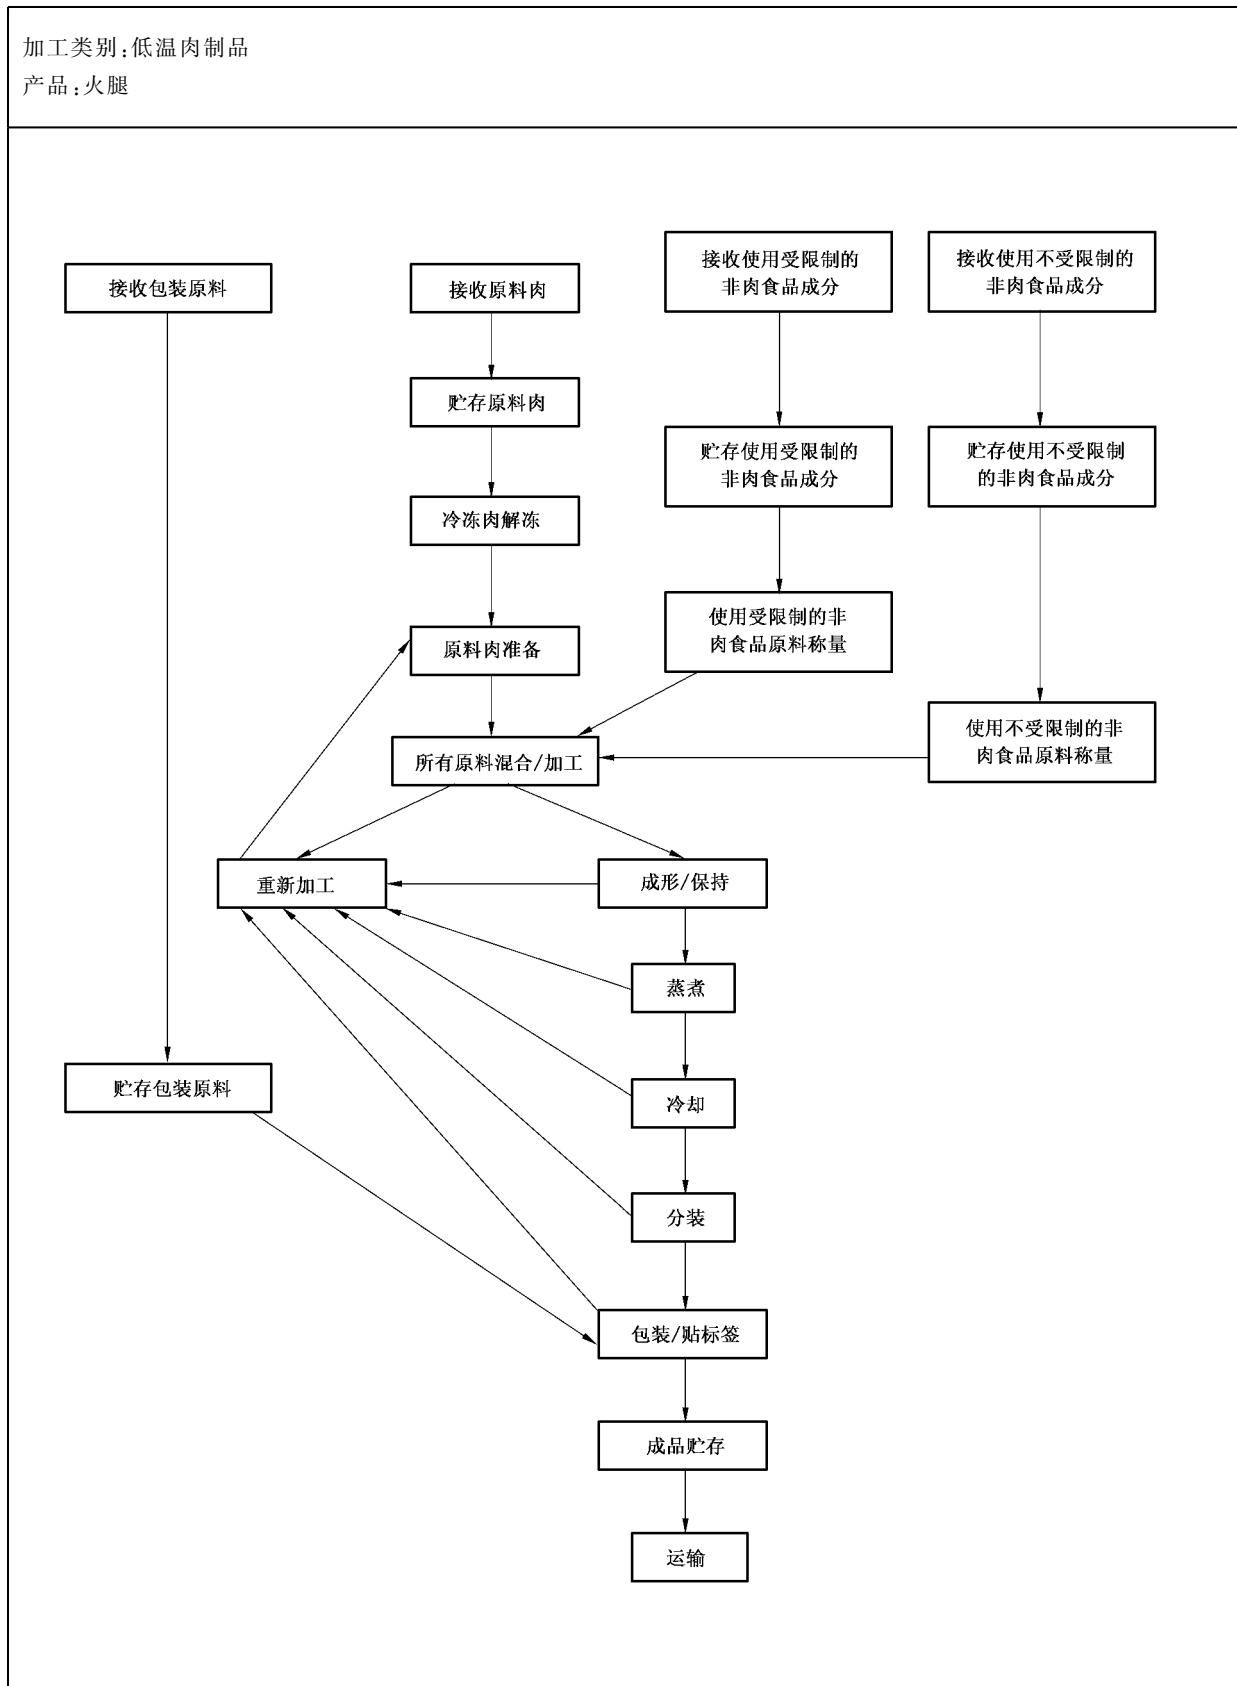 加工类别:低温肉制品
产品:火腿
接收包装原料
接收原料肉
接收使用受限制的
非肉食品成分
接收使用不受限制的
非肉食品成分
贮存原料肉
贮存使用受限制的
非肉食品成分
贮存使用不受限制
的非肉食品成分
冷冻肉解冻
使用受限制的非
肉食品原料称量
原料肉准备
使用不受限制的非
肉食品原料称量
所有原料混合/加工
重新加工
成形/保持
蒸煮
贮存包装原料
冷却
分装
包装/贴标签
成品贮存
运输